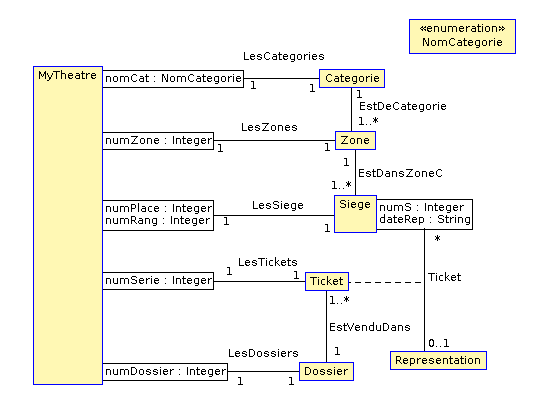 «enumeration»
NomCategorie
LesCategories
MyTheatre
nomCat : NomCategorie
1
1
Categorie
1
EstDeCategorie
1..*
LesZones
numZone : Integer
1
1
Zone
1
EstDansZoneC
1..*
LesSiege
numPlace : Integer
numRang : Integer
1
1
Siege
numS : Integer
dateRep : String
*
LesTickets
numSerie : Integer
1
1
Ticket
Ticket
1..*
EstVenduDans
1
0..1
LesDossiers
numDossier : Integer
1
1
Dossier
Representation